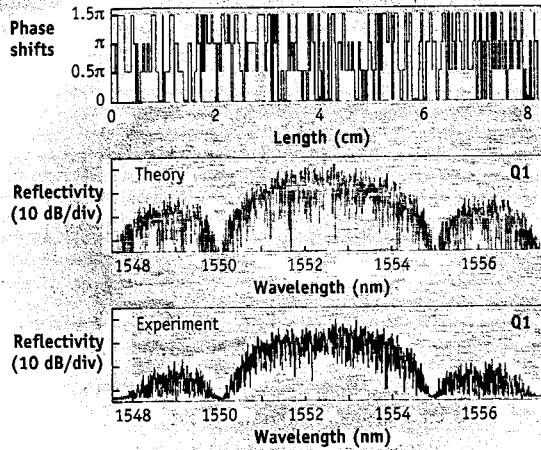 Phase shifts
1.5π
π
0.5π
0
0 2 4 6 8
Length (cm)
Reflectivity (10 dB/div)
Theory Q1
1548 1550 1552 1554 1556
Wavelength (nm)
Reflectivity (10 dB/div)
Experiment Q1
1548 1550 1552 1554 1556
Wavelength (nm)